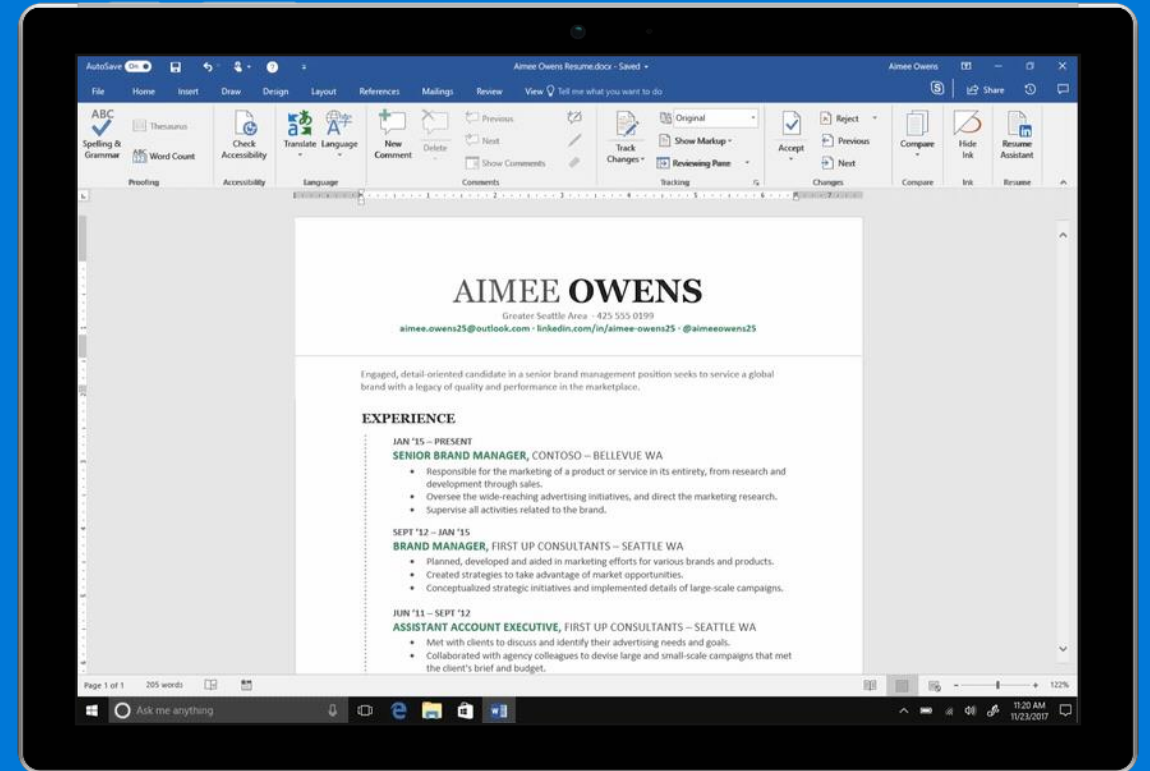 AutoSave On
Aimee Owens Resume.docx - Saved
Aimee Owens
File Home Insert Draw Design Layout References Mailings Review View Tell me what you want to do
Share
ABC
Spelling & Grammar
Thesaurus
ABC
123
Word Count
Proofing
Check Accessibility
Accessibility
Translate Language
Language
New Comment
Delete
Previous
Next
Show Comments
Comments
Track Changes
Original
Show Markup
Reviewing Pane
Tracking
Accept
Reject
Previous
Next
Changes
Compare
Compare
Hide Ink
Ink
Resume Assistant
Resume
1 2 3 4 5 6 7
AIMEE OWENS
Greater Seattle Area - 425 555 0199
aimee.owens25@outlook.com · linkedin.com/in/aimee-owens25 · @aimeeowens25
Engaged, detail-oriented candidate in a senior brand management position seeks to service a global
brand with a legacy of quality and performance in the marketplace.
EXPERIENCE
JAN '15 – PRESENT
SENIOR BRAND MANAGER, CONTOSO – BELLEVUE WA
• Responsible for the marketing of a product or service in its entirety, from research and
development through sales.
• Oversee the wide-reaching advertising initiatives, and direct the marketing research.
• Supervise all activities related to the brand.
SEPT '12 – JAN '15
BRAND MANAGER, FIRST UP CONSULTANTS – SEATTLE WA
• Planned, developed and aided in marketing efforts for various brands and products.
• Created strategies to take advantage of market opportunities.
• Conceptualized strategic initiatives and implemented details of large-scale campaigns.
JUN '11 – SEPT '12
ASSISTANT ACCOUNT EXECUTIVE, FIRST UP CONSULTANTS – SEATTLE WA
• Met with clients to discuss and identify their advertising needs and goals.
• Collaborated with agency colleagues to devise large and small-scale campaigns that met
the client's brief and budget.
Page 1 of 1 205 words
122%
Ask me anything
11:20 AM
11/23/2017